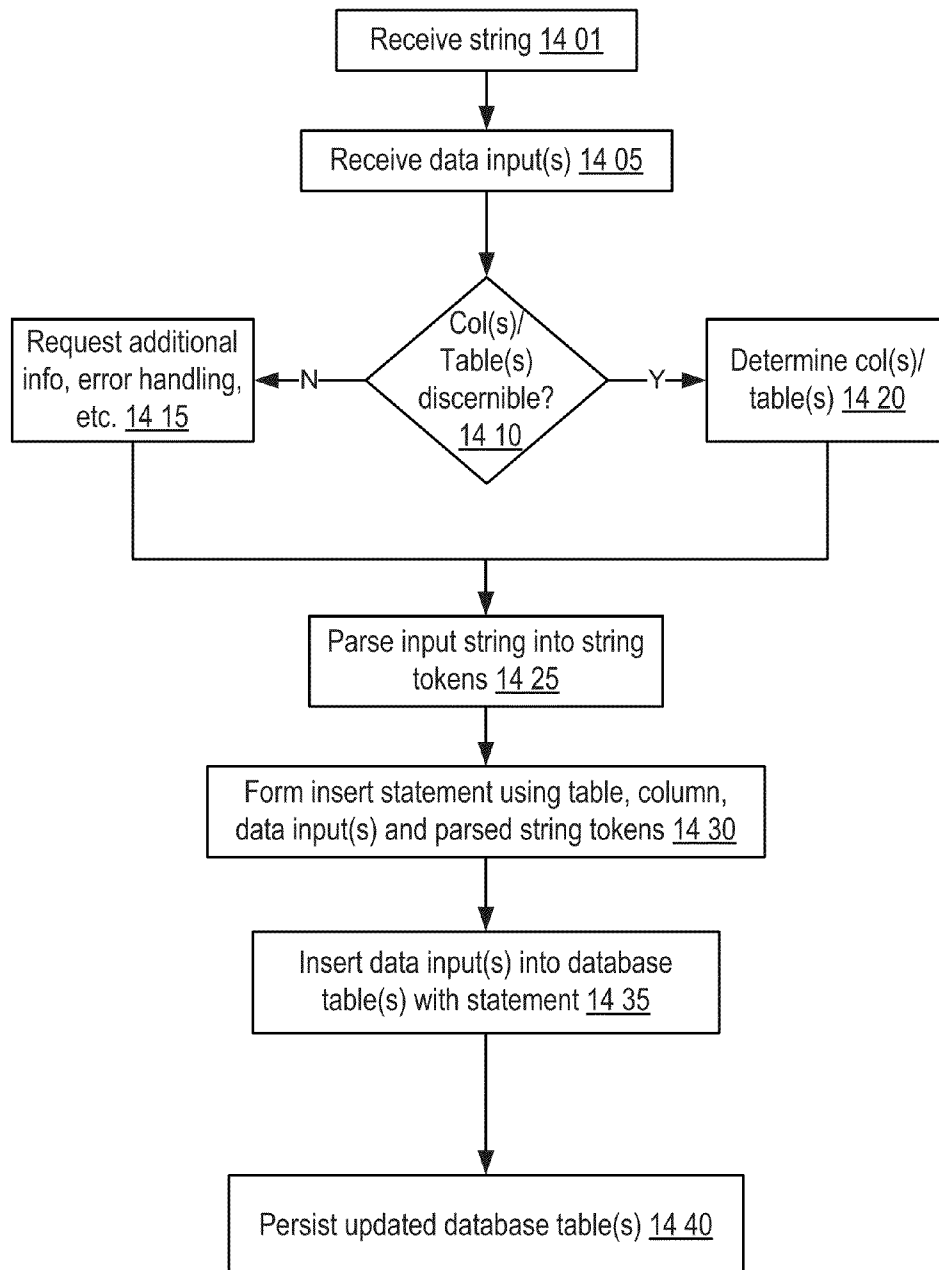 Receive string 14 01
Receive data input(s) 14 05
Col(s)/
Table(s)
discernible?
14 10
N
Y
Request additional
info, error handling,
etc. 14 15
Determine col(s)/
table(s) 14 20
Parse input string into string
tokens 14 25
Form insert statement using table, column,
data input(s) and parsed string tokens 14 30
Insert data input(s) into database
table(s) with statement 14 35
Persist updated database table(s) 14 40